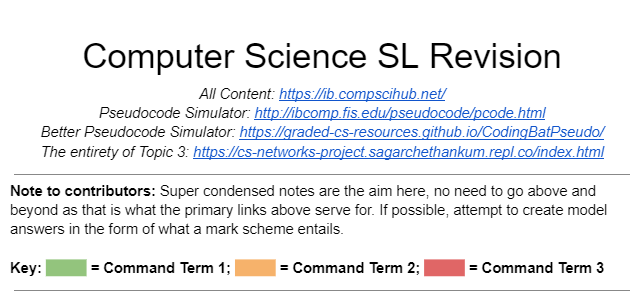 Computer Science SL Revision
All Content: https://ib.compscihub.net/
Pseudocode Simulator: http://ibcomp.fis.edu/pseudocode/pcode.html
Better Pseudocode Simulator: https://graded-cs-resources.github.io/CodingBatPseudo/
The entirety of Topic 3: https://cs-networks-project.sagarchethankum.repl.co/index.html
Note to contributors: Super condensed notes are the aim here, no need to go above and
beyond as that is what the primary links above serve for. If possible, attempt to create model
answers in the form of what a mark scheme entails.
Key: = Command Term 1; = Command Term 2; = Command Term 3